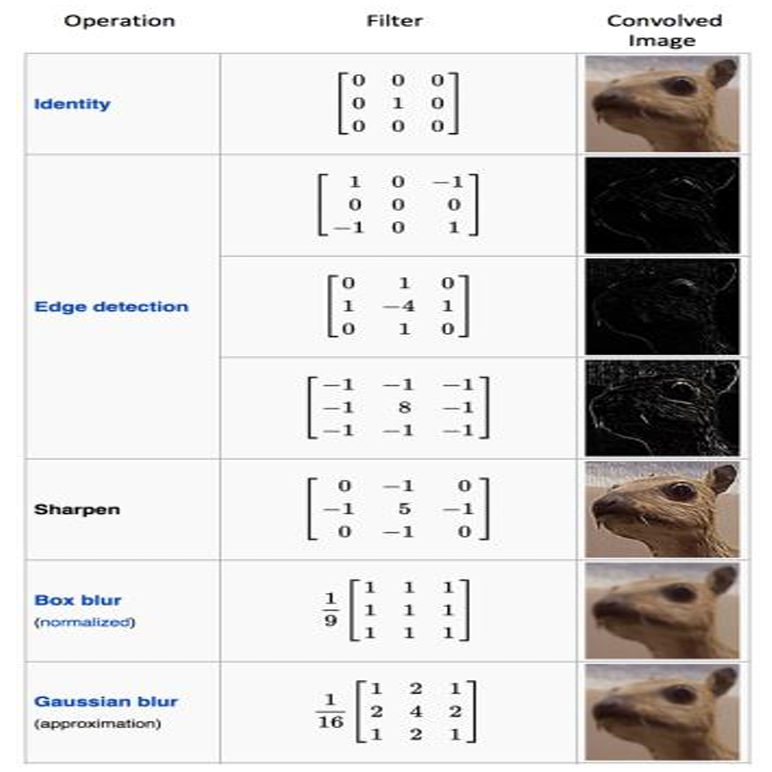 Operation Filter Convolved
Image
Identity
0 0 0
0 1 0
0 0 0
Edge detection
1 0 −1
0 0 0
−1 0 1
0 1 0
1 −4 1
0 1 0
−1 −1 −1
−1 8 −1
−1 −1 −1
Sharpen
0 −1 0
−1 5 −1
0 −1 0
Box blur
(normalized)
1/9
1 1 1
1 1 1
1 1 1
Gaussian blur
(approximation)
1/16
1 2 1
2 4 2
1 2 1